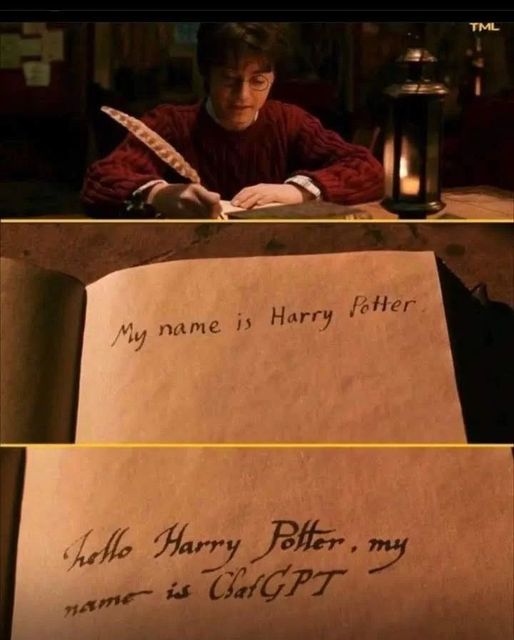 TML
My name is Harry Potter
hello Harry Potter. my
name is ChatGPT